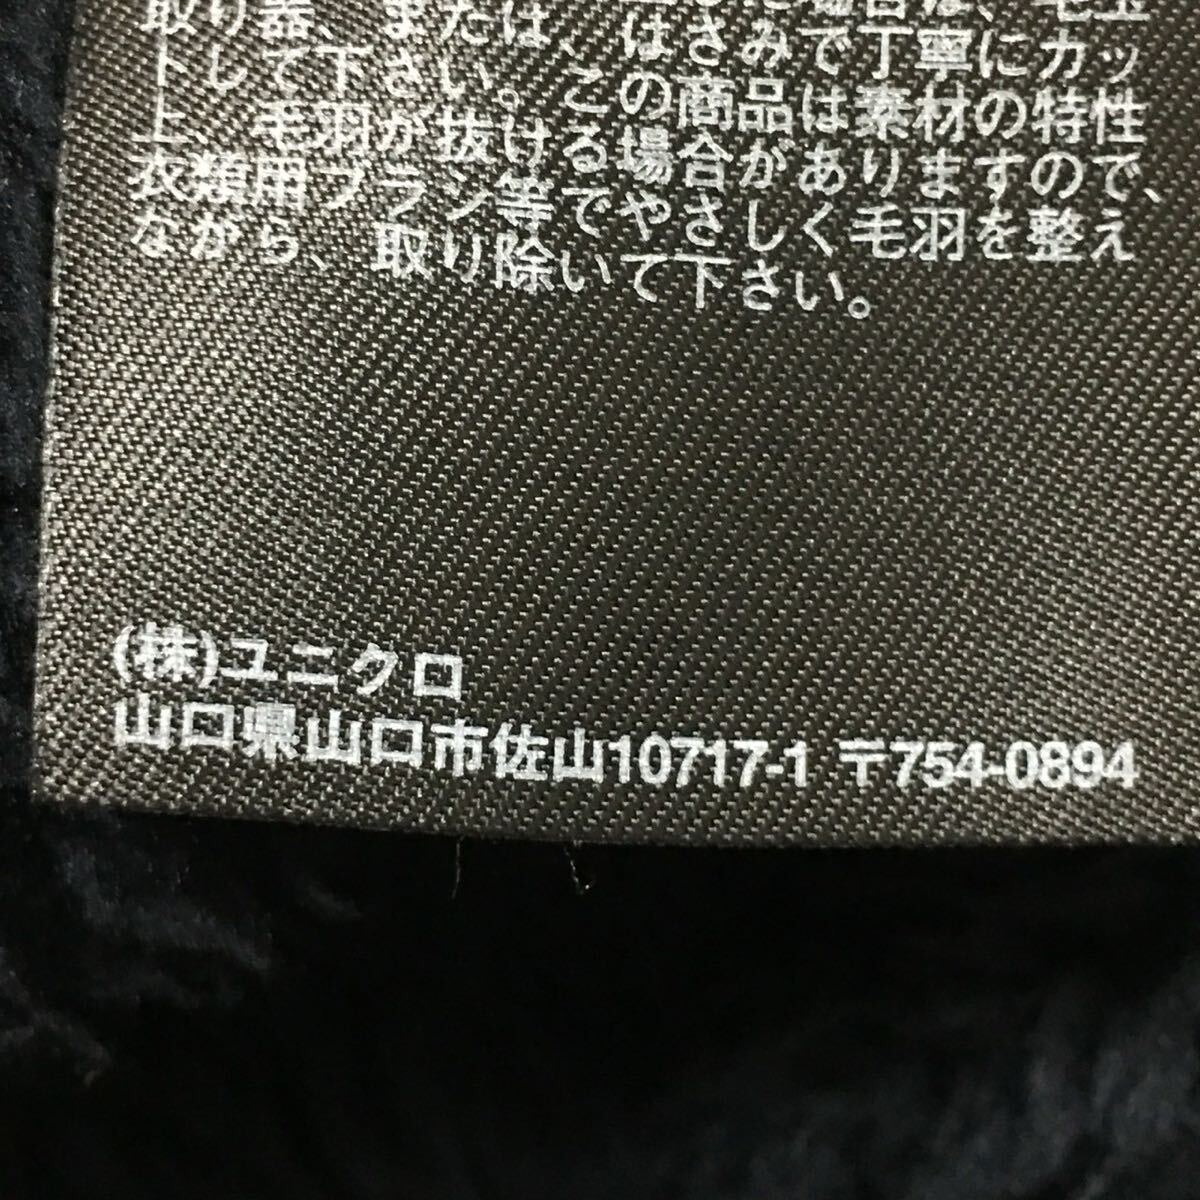 取り器、または、はさみで丁寧にカッ
トして下さい。この商品は素材の特性
上、毛羽が抜ける場合がありますので、
衣類用ブラシ等でやさしく毛羽を整え
ながら、取り除いて下さい。
(株)ユニクロ
山口県山口市佐山10717-1 〒754-0894